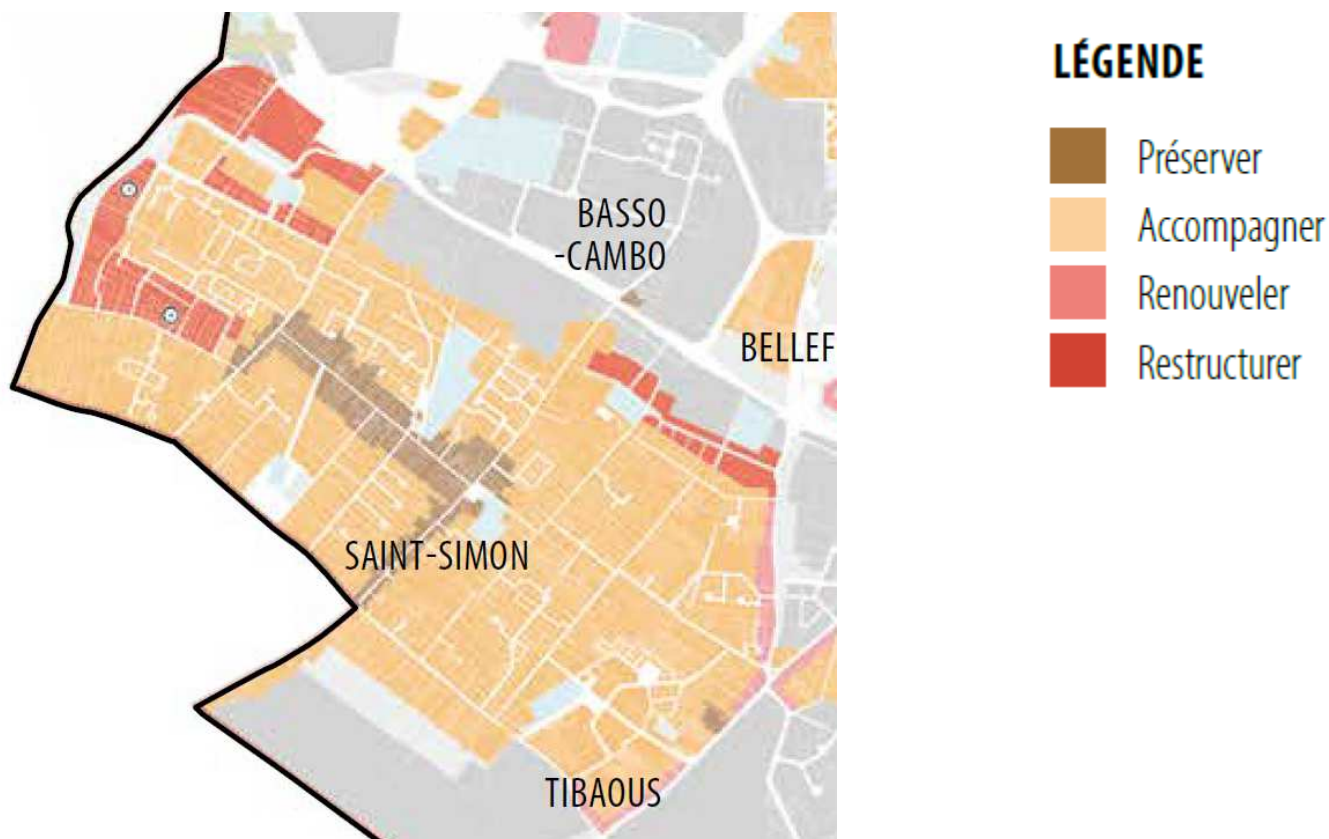 BASSO
-CAMBO
BELLEF
SAINT-SIMON
TIBAOUS
LÉGENDE
Préserver
Accompagner
Renouveler
Restructurer